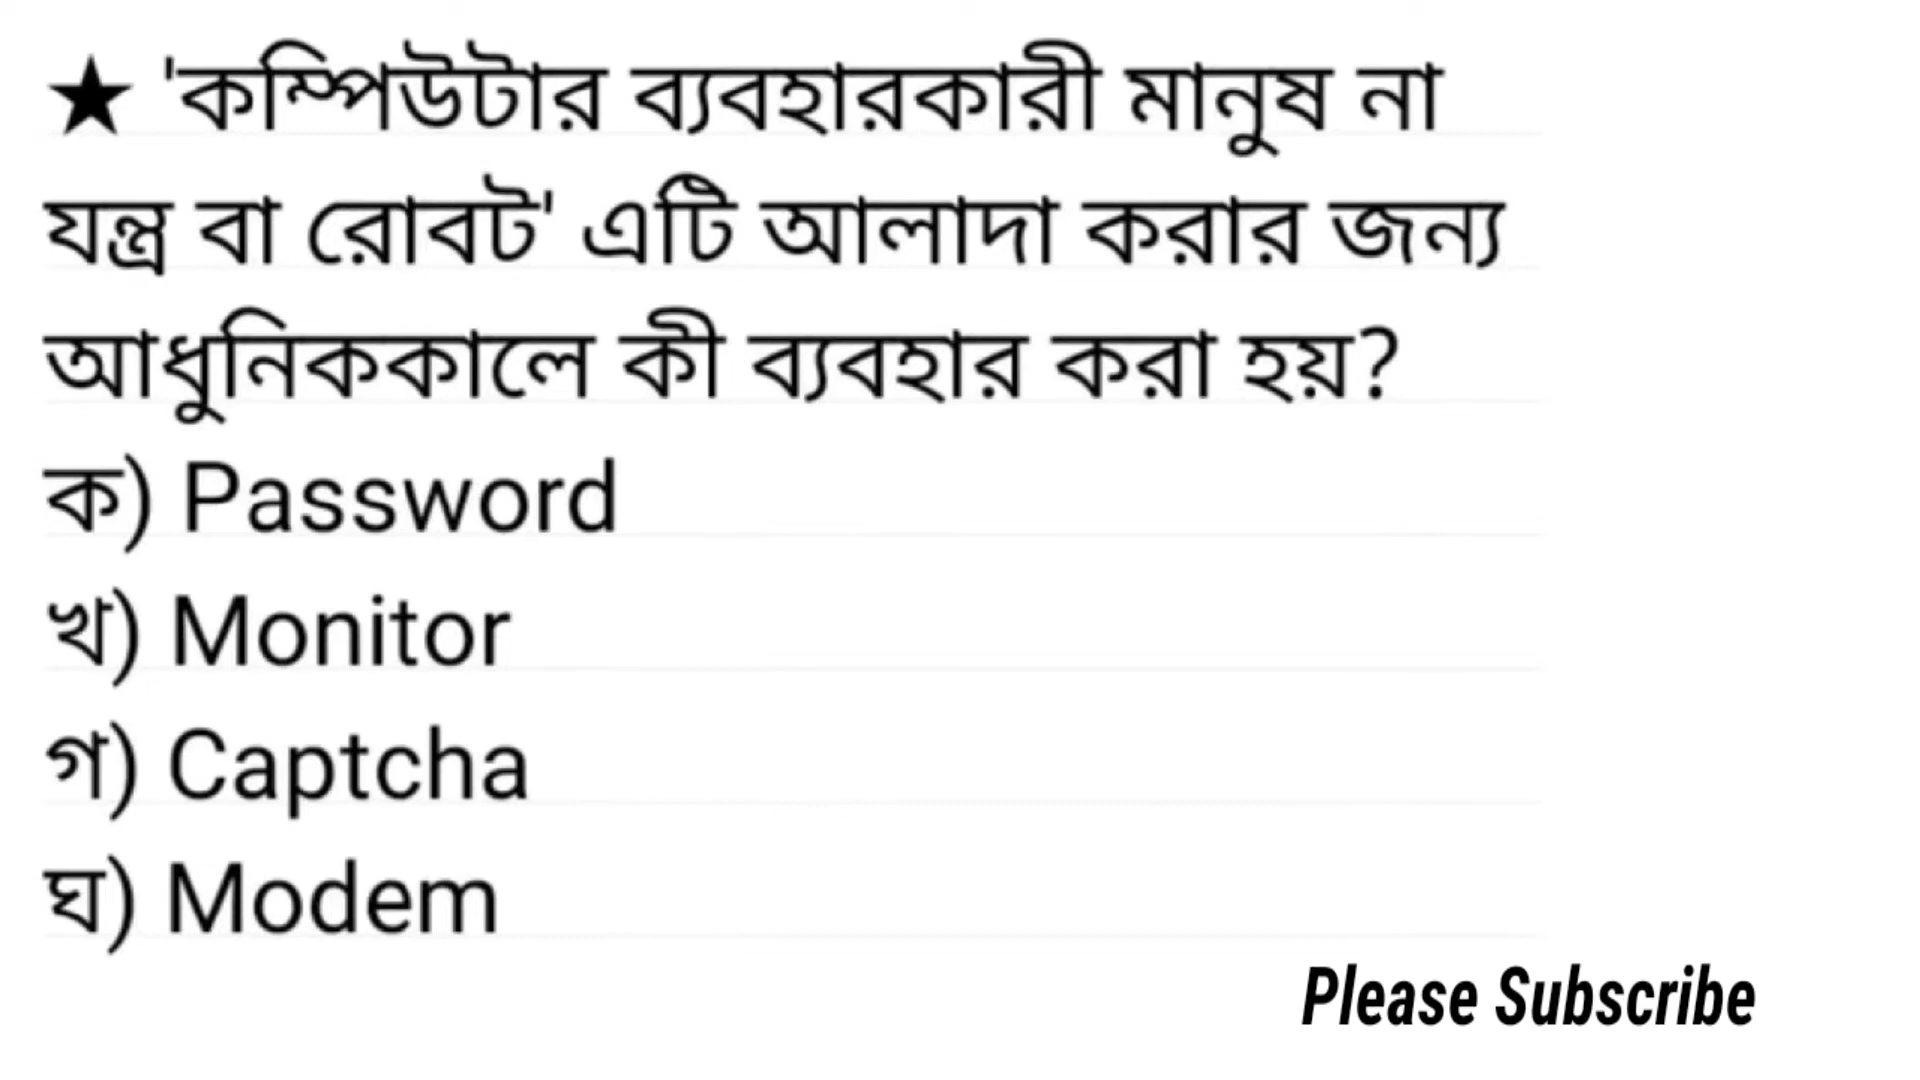 ★ 'কম্পিউটার ব্যবহারকারী মানুষ না
যন্ত্র বা রোবট' এটি আলাদা করার জন্য
আধুনিককালে কী ব্যবহার করা হয়?
ক) Password
খ) Monitor
গ) Captcha
ঘ) Modem
Please Subscribe